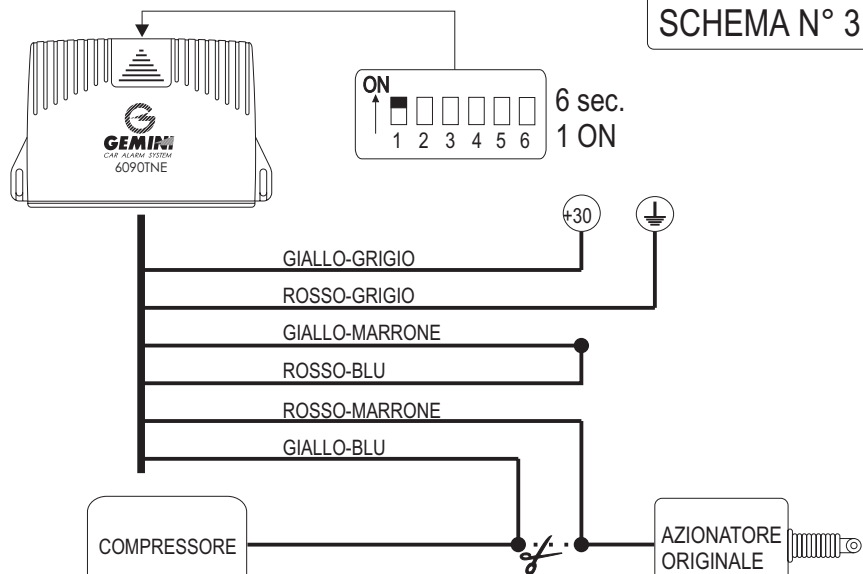 SCHEMA N° 3
ON
6 sec.
1 2 3 4 5 6
1 ON
GEMINI
CAR ALARM SYSTEM
6090TNE
+30
GIALLO-GRIGIO
ROSSO-GRIGIO
GIALLO-MARRONE
ROSSO-BLU
ROSSO-MARRONE
GIALLO-BLU
COMPRESSORE
AZIONATORE
ORIGINALE